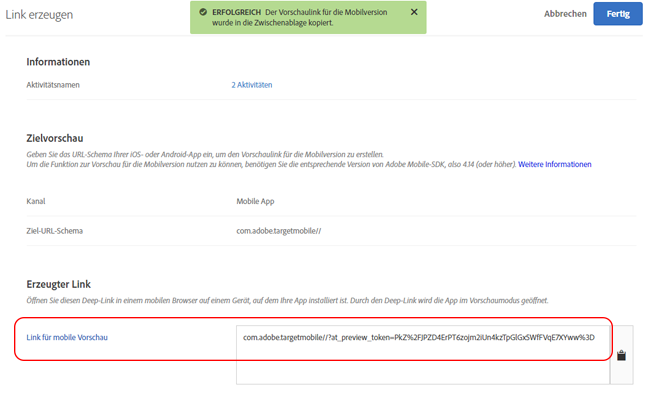 Link erzeugen
ERFOLGREICH Der Vorschaulink für die Mobilversion
wurde in die Zwischenablage kopiert.
Abbrechen
Fertig
Informationen
Aktivitätsnamen
2 Aktivitäten
Zielvorschau
Geben Sie das URL-Schema Ihrer iOS- oder Android-App ein, um den Vorschaulink für die Mobilversion zu erstellen.
Um die Funktion zur Vorschau für die Mobilversion nutzen zu können, benötigen Sie die entsprechende Version von Adobe Mobile-SDK, also 4.14 (oder höher). Weitere Informationen
Kanal
Mobile App
Ziel-URL-Schema
com.adobe.targetmobile//
Erzeugter Link
Öffnen Sie diesen Deep-Link in einem mobilen Browser auf einem Gerät, auf dem Ihre App installiert ist. Durch den Deep-Link wird die App im Vorschaumodus geöffnet.
Link für mobile Vorschau
com.adobe.targetmobile//?at_preview_token=PkZ%2FJPZD4ErPT6zojm2iUn4kzTpGlGx5WfFVqE7XYww%3D